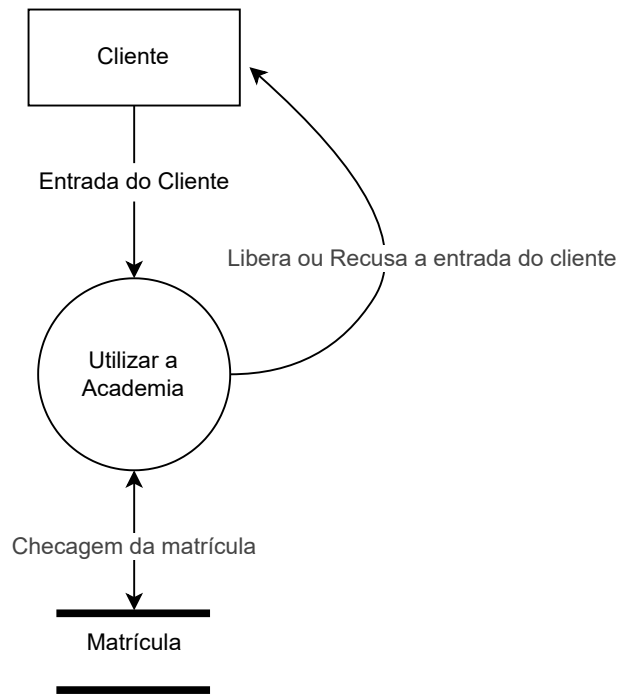 Cliente
Entrada do Cliente
Libera ou Recusa a entrada do cliente
Utilizar a
Academia
Checagem da matrícula
Matrícula